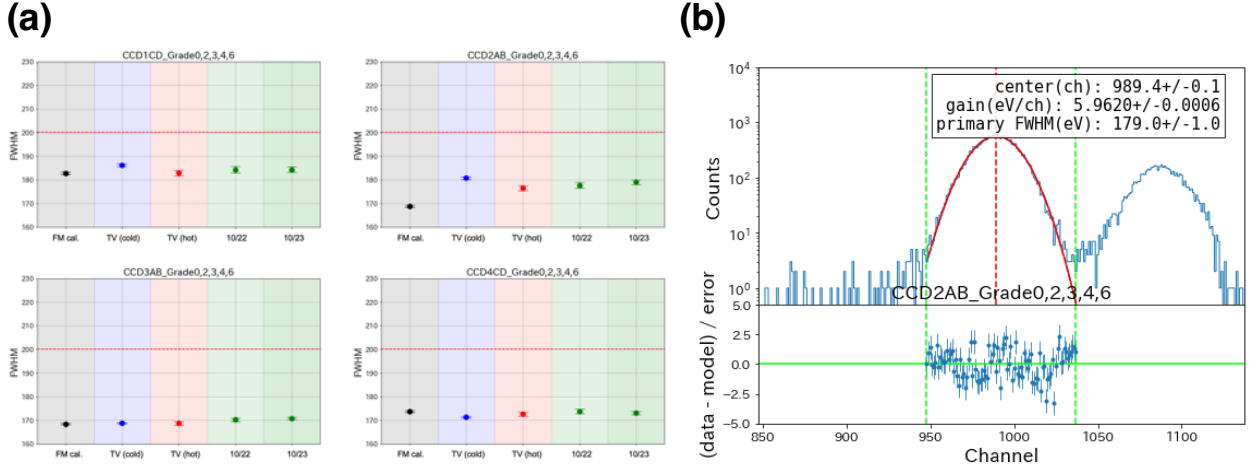 (a)
(b)
CCD1CD_Grade0,2,3,4,6
230
220
210
200
190
180
170
160
FWHM
FM cal.
TV (cold)
TV (hot)
10/22
10/23
CCD2AB_Grade0,2,3,4,6
230
220
210
200
190
180
170
160
FWHM
FM cal.
TV (cold)
TV (hot)
10/22
10/23
CCD3AB_Grade0,2,3,4,6
230
220
210
200
190
180
170
160
FWHM
FM cal.
TV (cold)
TV (hot)
10/22
10/23
CCD4CD_Grade0,2,3,4,6
230
220
210
200
190
180
170
160
FWHM
FM cal.
TV (cold)
TV (hot)
10/22
10/23
10⁴
10³
10²
10¹
10⁰
Counts
center(ch): 989.4+/-0.1
gain(eV/ch): 5.9620+/-0.0006
primary FWHM(eV): 179.0+/-1.0
CCD2AB_Grade0,2,3,4,6
5.0
2.5
0.0
−2.5
−5.0
(data - model) / error
850
900
950
1000
1050
1100
Channel